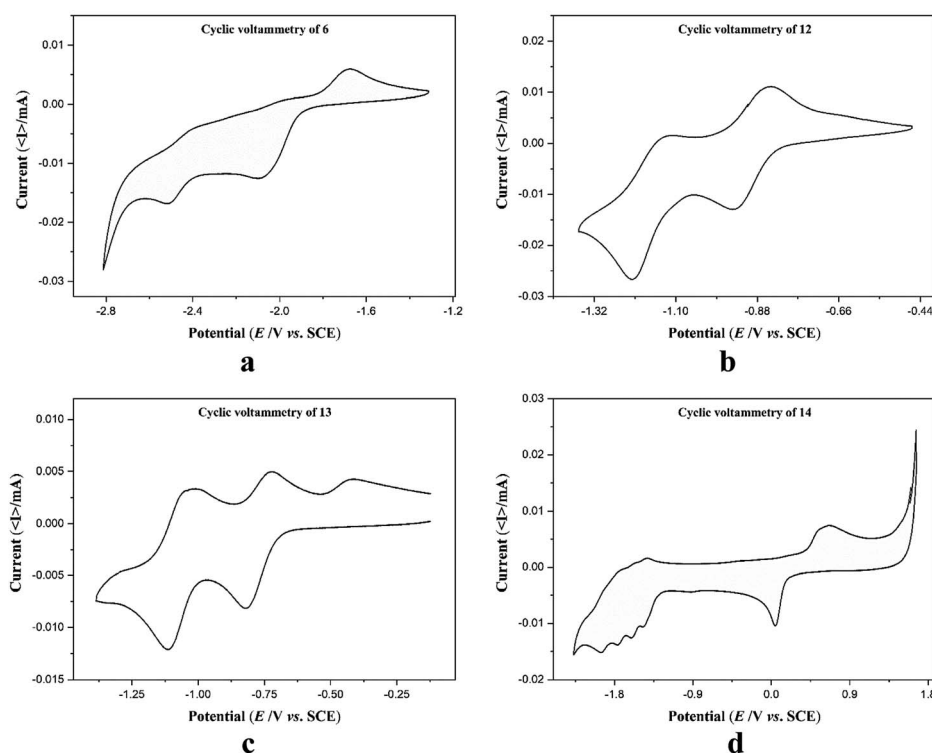 Cyclic voltammetry of 6
Current (<I>/mA)
0.01
0.00
-0.01
-0.02
-0.03
-2.8
-2.4
-2.0
-1.6
-1.2
Potential (E /V vs. SCE)
a
Cyclic voltammetry of 12
Current (<I>/mA)
0.02
0.01
0.00
-0.01
-0.02
-0.03
-1.32
-1.10
-0.88
-0.66
-0.44
Potential (E /V vs. SCE)
b
Cyclic voltammetry of 13
Current (<I>/mA)
0.010
0.005
0.000
-0.005
-0.010
-0.015
-1.25
-1.00
-0.75
-0.50
-0.25
Potential (E /V vs. SCE)
c
Cyclic voltammetry of 14
Current (<I>/mA)
0.03
0.02
0.01
0.00
-0.01
-0.02
-1.8
-0.9
0.0
0.9
1.8
Potential (E /V vs. SCE)
d